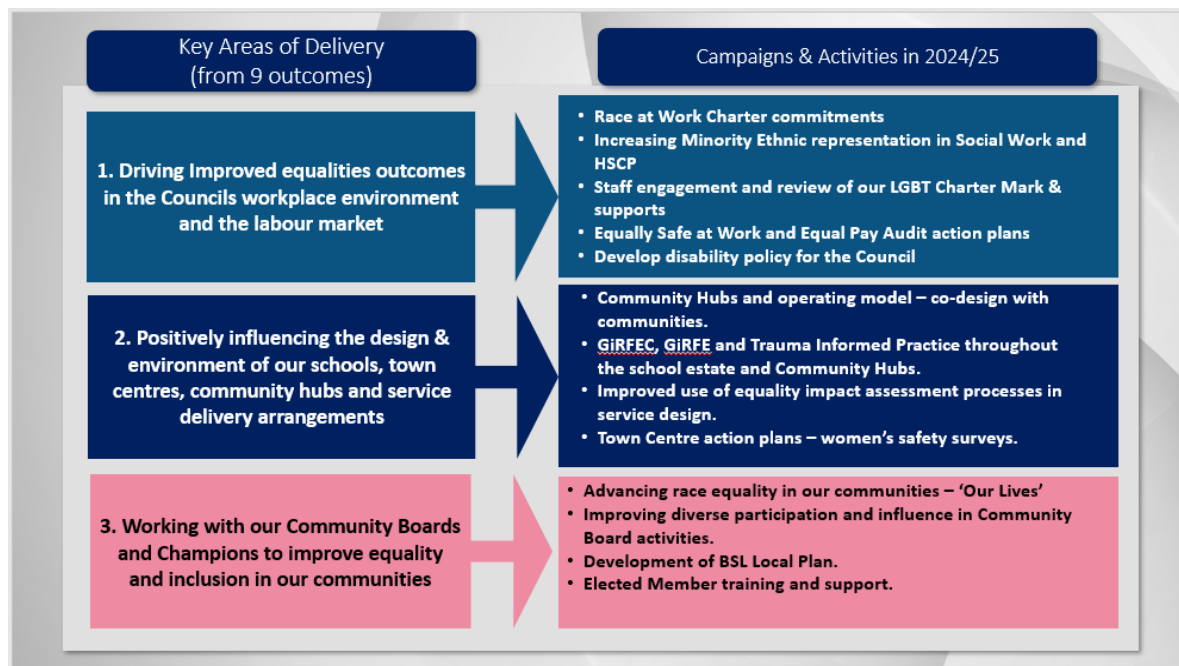 Key Areas of Delivery
(from 9 outcomes)
Campaigns & Activities in 2024/25
1. Driving Improved equalities outcomes
in the Councils workplace environment
and the labour market
• Race at Work Charter commitments
• Increasing Minority Ethnic representation in Social Work and
HSCP
• Staff engagement and review of our LGBT Charter Mark &
supports
• Equally Safe at Work and Equal Pay Audit action plans
• Develop disability policy for the Council
2. Positively influencing the design &
environment of our schools, town
centres, community hubs and service
delivery arrangements
• Community Hubs and operating model – co-design with
communities.
• GiRFEC, GiRFE and Trauma Informed Practice throughout
the school estate and Community Hubs.
• Improved use of equality impact assessment processes in
service design.
• Town Centre action plans – women’s safety surveys.
3. Working with our Community Boards
and Champions to improve equality
and inclusion in our communities
• Advancing race equality in our communities – ‘Our Lives’
• Improving diverse participation and influence in Community
Board activities.
• Development of BSL Local Plan.
• Elected Member training and support.